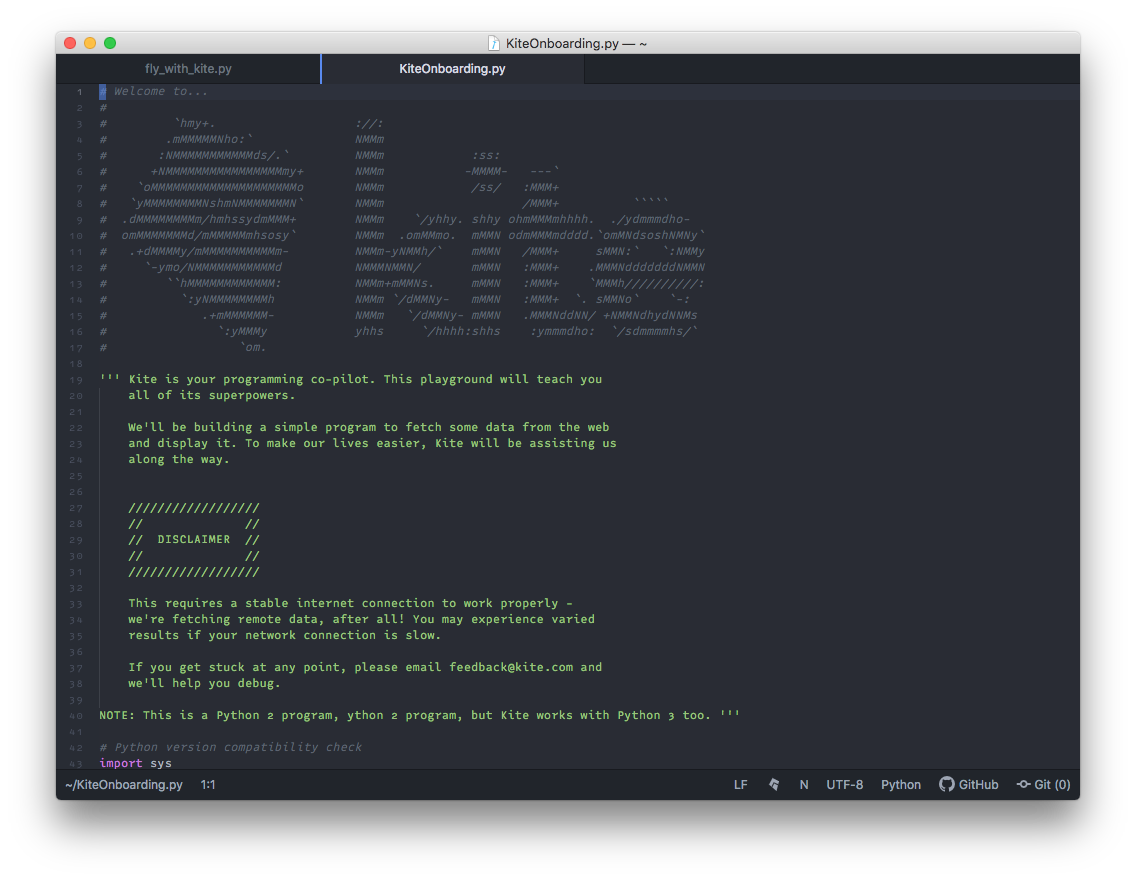 KiteOnboarding.py — ~
fly_with_kite.py
KiteOnboarding.py
1 # Welcome to...
2 #
3 #         `hmy+.                    ://:
4 #        .mMMMMMNho:`               NMMm
5 #       :NMMMMMMMMMMMds/.`          NMMm            :ss:
6 #      +NMMMMMMMMMMMMMMMMmy+        NMMm           -MMMM-   ---`
7 #    `oMMMMMMMMMMMMMMMMMMMMo        NMMm            /ss/   :MMM+
8 #   `yMMMMMMMMNshmNMMMMMMMN`        NMMm                   /MMM+          `````
9 #  .dMMMMMMMMm/hmhssydmMMM+         NMMm    `/yhhy. shhy ohmMMMmhhhh.  ./ydmmmdho-
10 #  omMMMMMMMd/mMMMMMmhsosy`         NMMm  .omMMmo.  mMMN odmMMMmdddd.`omMNdsoshNMNy`
11 #   .+dMMMMy/mMMMMMMMMMMm-          NMMm-yNMMh/`    mMMN   /MMM+     sMMN:`   `:NMMy
12 #     `-ymo/NMMMMMMMMMMMd           NMMMNMMN/       mMMN   :MMM+    .MMMNdddddddNMMN
13 #        ``hMMMMMMMMMMMM:           NMMm+mMMNs.     mMMN   :MMM+    `MMMh//////////:
14 #          `:yNMMMMMMMMh            NMMm `/dMMNy-   mMMN   :MMM+  `. sMMNo`    `-:
15 #             .+mMMMMMM-            NMMm   `/dMMNy- mMMN   .MMMNddNN/ +NMMNdhydNNMs
16 #               `:yMMMy             yhhs     `/hhhh:shhs    :ymmmdho:  `/sdmmmmhs/`
17 #                  `om.
18
19 ''' Kite is your programming co-pilot. This playground will teach you
20     all of its superpowers.
21
22     We'll be building a simple program to fetch some data from the web
23     and display it. To make our lives easier, Kite will be assisting us
24     along the way.
25
26
27     //////////////////
28     //              //
29     //  DISCLAIMER  //
30     //              //
31     //////////////////
32
33     This requires a stable internet connection to work properly -
34     we're fetching remote data, after all! You may experience varied
35     results if your network connection is slow.
36
37     If you get stuck at any point, please email feedback@kite.com and
38     we'll help you debug.
39
40 NOTE: This is a Python 2 program, ython 2 program, but Kite works with Python 3 too. '''
41
42 # Python version compatibility check
43 import sys
~/KiteOnboarding.py 1:1 LF N UTF-8 Python GitHub Git (0)